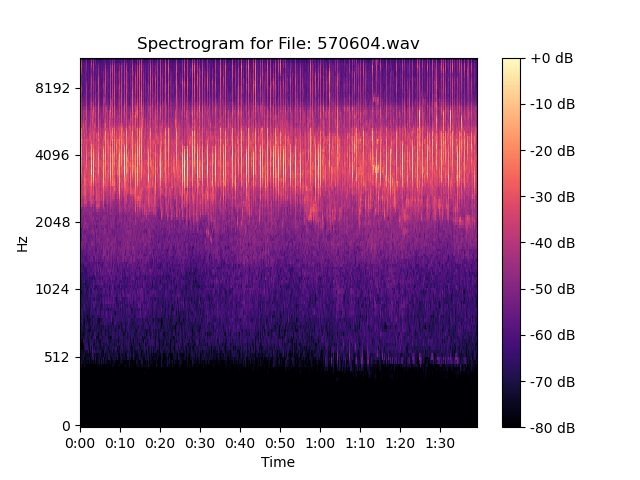 Spectrogram for File: 570604.wav
Hz
8192
4096
2048
1024
512
0
0:00 0:10 0:20 0:30 0:40 0:50 1:00 1:10 1:20 1:30
Time
+0 dB
-10 dB
-20 dB
-30 dB
-40 dB
-50 dB
-60 dB
-70 dB
-80 dB